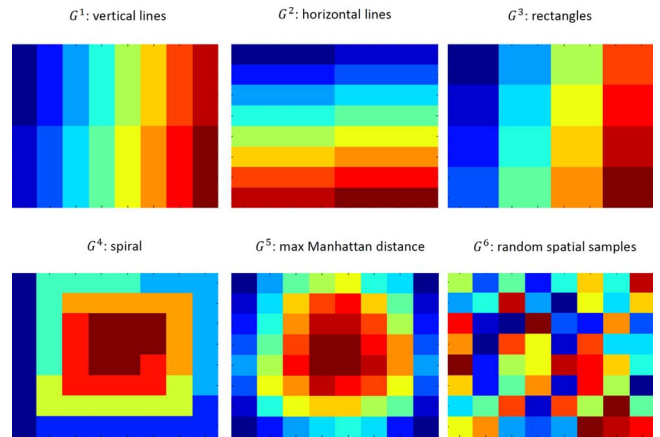 G¹: vertical lines
G²: horizontal lines
G³: rectangles
G⁴: spiral
G⁵: max Manhattan distance
G⁶: random spatial samples